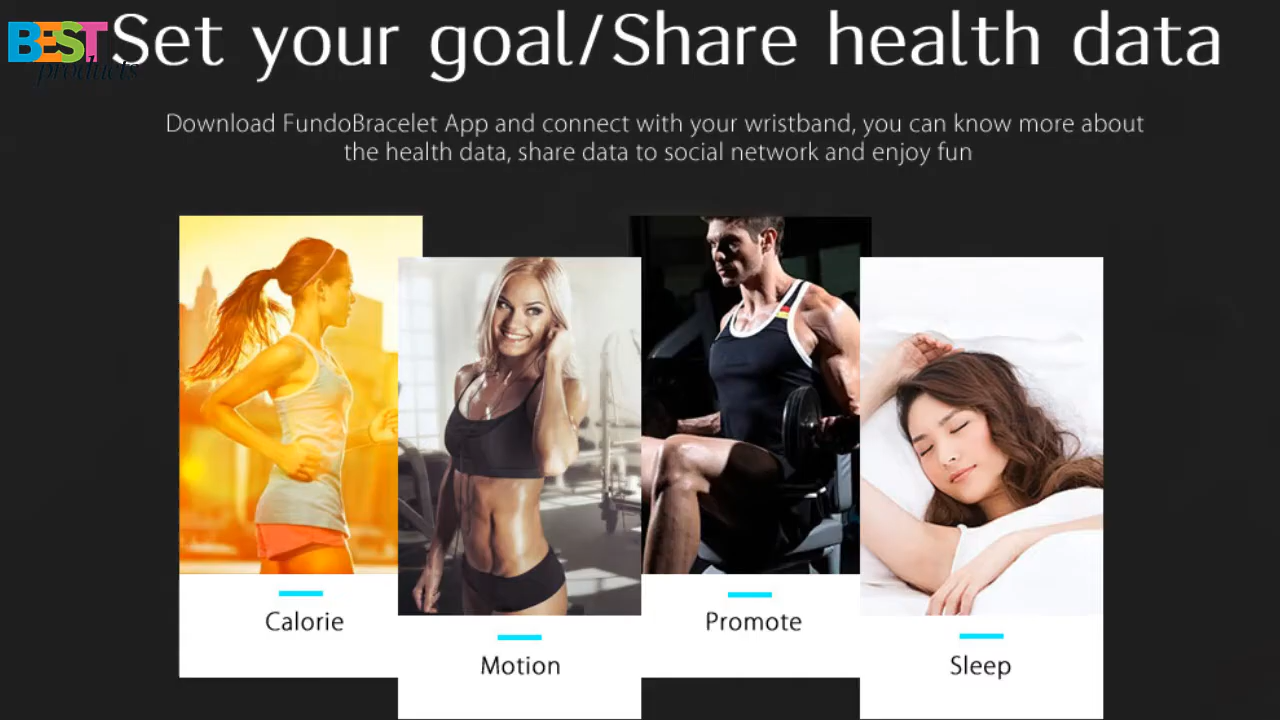 BEST
products
Set your goal/Share health data
Download FundoBracelet App and connect with your wristband, you can know more about
the health data, share data to social network and enjoy fun
Calorie
Motion
Promote
Sleep